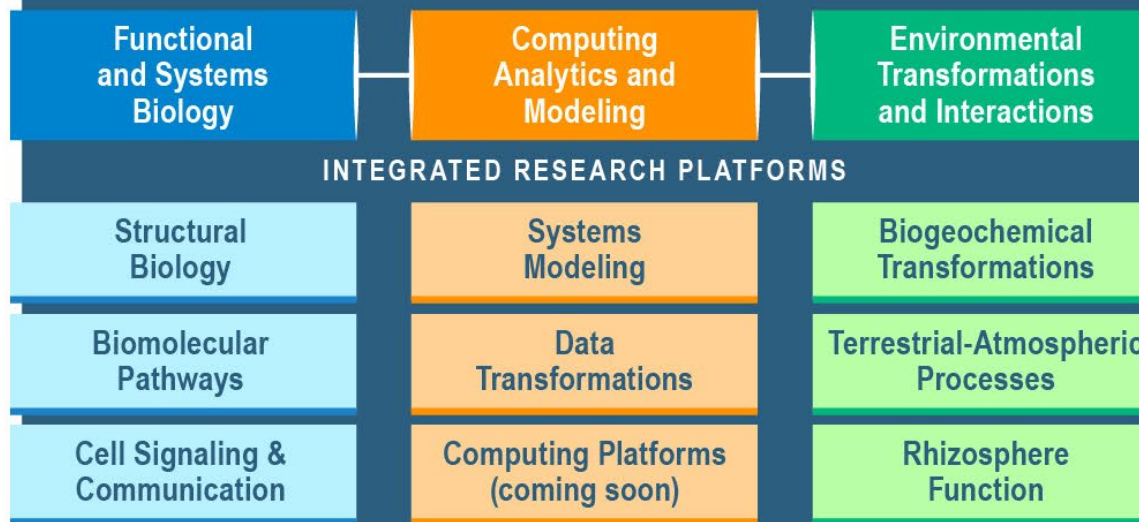 Functional
and Systems
Biology
Computing
Analytics and
Modeling
Environmental
Transformations
and Interactions
INTEGRATED RESEARCH PLATFORMS
Structural
Biology
Systems
Modeling
Biogeochemical
Transformations
Biomolecular
Pathways
Data
Transformations
Terrestrial-Atmospheric
Processes
Cell Signaling &
Communication
Computing Platforms
(coming soon)
Rhizosphere
Function